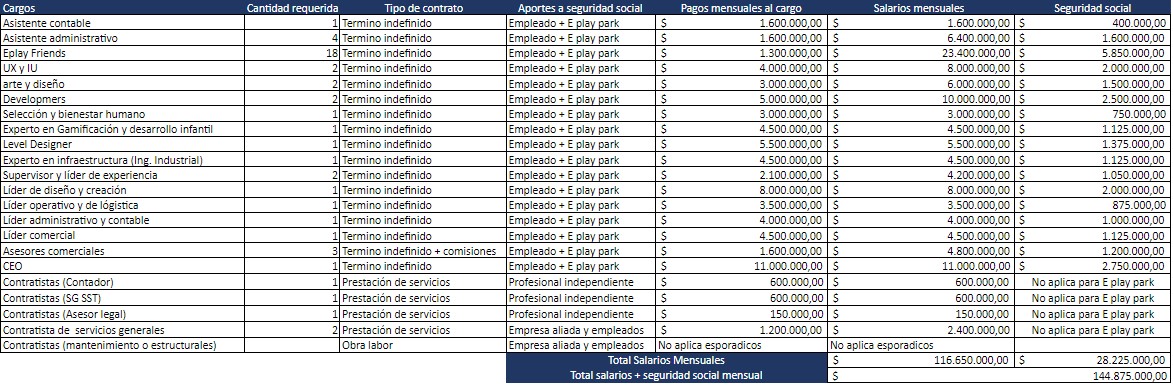 Cargos Cantidad requerida Tipo de contrato Aportes a seguridad social Pagos mensuales al cargo Salarios mensuales Seguridad social
Asistente contable 1 Termino indefinido Empleado + E play park $ 1.600.000,00 $ 1.600.000,00 $ 400.000,00
Asistente administrativo 4 Termino indefinido Empleado + E play park $ 1.600.000,00 $ 6.400.000,00 $ 1.600.000,00
Eplay Friends 18 Termino indefinido Empleado + E play park $ 1.300.000,00 $ 23.400.000,00 $ 5.850.000,00
UX y IU 2 Termino indefinido Empleado + E play park $ 4.000.000,00 $ 8.000.000,00 $ 2.000.000,00
arte y diseño 2 Termino indefinido Empleado + E play park $ 3.000.000,00 $ 6.000.000,00 $ 1.500.000,00
Developmers 2 Termino indefinido Empleado + E play park $ 5.000.000,00 $ 10.000.000,00 $ 2.500.000,00
Selección y bienestar humano 1 Termino indefinido Empleado + E play park $ 3.000.000,00 $ 3.000.000,00 $ 750.000,00
Experto en Gamificación y desarrollo infantil 1 Termino indefinido Empleado + E play park $ 4.500.000,00 $ 4.500.000,00 $ 1.125.000,00
Level Designer 1 Termino indefinido Empleado + E play park $ 5.500.000,00 $ 5.500.000,00 $ 1.375.000,00
Experto en infraestructura (Ing. Industrial) 1 Termino indefinido Empleado + E play park $ 4.500.000,00 $ 4.500.000,00 $ 1.125.000,00
Supervisor y líder de experiencia 2 Termino indefinido Empleado + E play park $ 2.100.000,00 $ 4.200.000,00 $ 1.050.000,00
Líder de diseño y creación 1 Termino indefinido Empleado + E play park $ 8.000.000,00 $ 8.000.000,00 $ 2.000.000,00
Líder operativo y de lógistica 1 Termino indefinido Empleado + E play park $ 3.500.000,00 $ 3.500.000,00 $ 875.000,00
Líder administrativo y contable 1 Termino indefinido Empleado + E play park $ 4.000.000,00 $ 4.000.000,00 $ 1.000.000,00
Líder comercial 1 Termino indefinido Empleado + E play park $ 4.500.000,00 $ 4.500.000,00 $ 1.125.000,00
Asesores comerciales 3 Termino indefinido + comisiones Empleado + E play park $ 1.600.000,00 $ 4.800.000,00 $ 1.200.000,00
CEO 1 Termino indefinido Empleado + E play park $ 11.000.000,00 $ 11.000.000,00 $ 2.750.000,00
Contratistas (Contador) 1 Prestación de servicios Profesional independiente $ 600.000,00 $ 600.000,00 No aplica para E play park
Contratistas (SG SST) 1 Prestación de servicios Profesional independiente $ 600.000,00 $ 600.000,00 No aplica para E play park
Contratistas (Asesor legal) 1 Prestación de servicios Profesional independiente $ 150.000,00 $ 150.000,00 No aplica para E play park
Contratista de servicios generales 2 Prestación de servicios Empresa aliada y empleados $ 1.200.000,00 $ 2.400.000,00 No aplica para E play park
Contratistas (mantenimiento o estructurales) Obra labor Empresa aliada y empleados No aplica esporadicos No aplica esporadicos
Total Salarios Mensuales $ 116.650.000,00 $ 28.225.000,00
Total salarios + seguridad social mensual $ 144.875.000,00